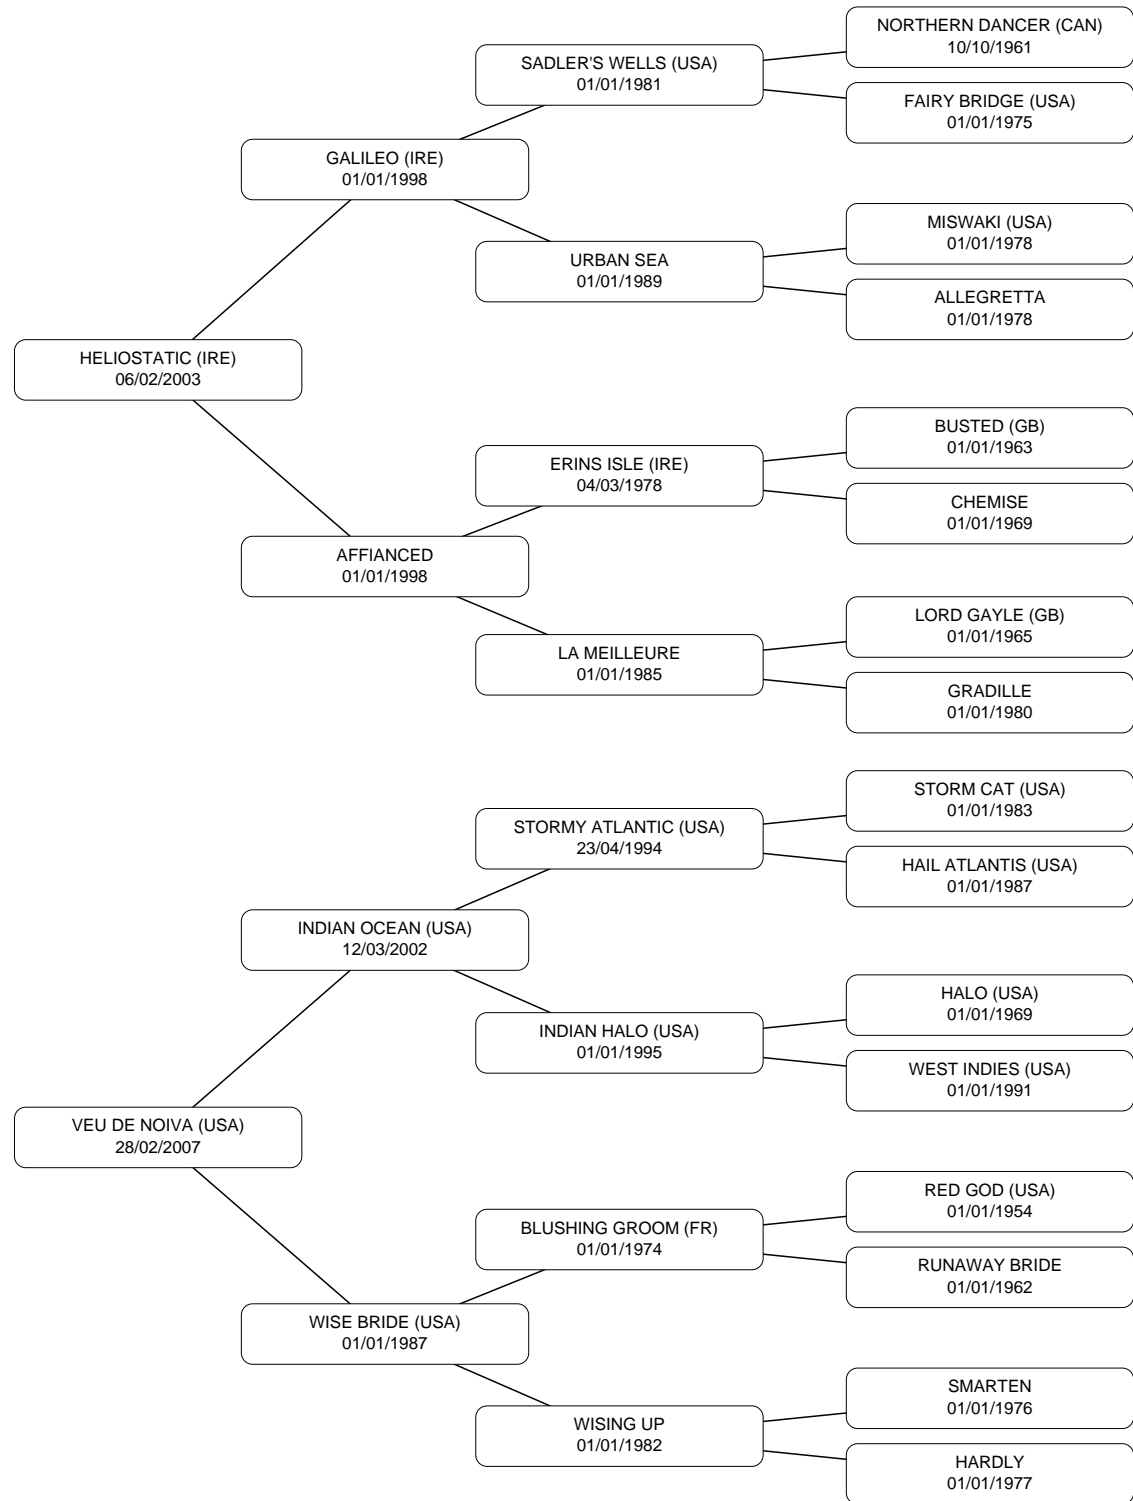 NORTHERN DANCER (CAN)
10/10/1961
SADLER'S WELLS (USA)
01/01/1981
FAIRY BRIDGE (USA)
01/01/1975
GALILEO (IRE)
01/01/1998
MISWAKI (USA)
01/01/1978
URBAN SEA
01/01/1989
ALLEGRETTA
01/01/1978
HELIOSTATIC (IRE)
06/02/2003
BUSTED (GB)
01/01/1963
ERINS ISLE (IRE)
04/03/1978
CHEMISE
01/01/1969
AFFIANCED
01/01/1998
LORD GAYLE (GB)
01/01/1965
LA MEILLEURE
01/01/1985
GRADILLE
01/01/1980
STORM CAT (USA)
01/01/1983
STORMY ATLANTIC (USA)
23/04/1994
HAIL ATLANTIS (USA)
01/01/1987
INDIAN OCEAN (USA)
12/03/2002
HALO (USA)
01/01/1969
INDIAN HALO (USA)
01/01/1995
WEST INDIES (USA)
01/01/1991
VEU DE NOIVA (USA)
28/02/2007
RED GOD (USA)
01/01/1954
BLUSHING GROOM (FR)
01/01/1974
RUNAWAY BRIDE
01/01/1962
WISE BRIDE (USA)
01/01/1987
SMARTEN
01/01/1976
WISING UP
01/01/1982
HARDLY
01/01/1977